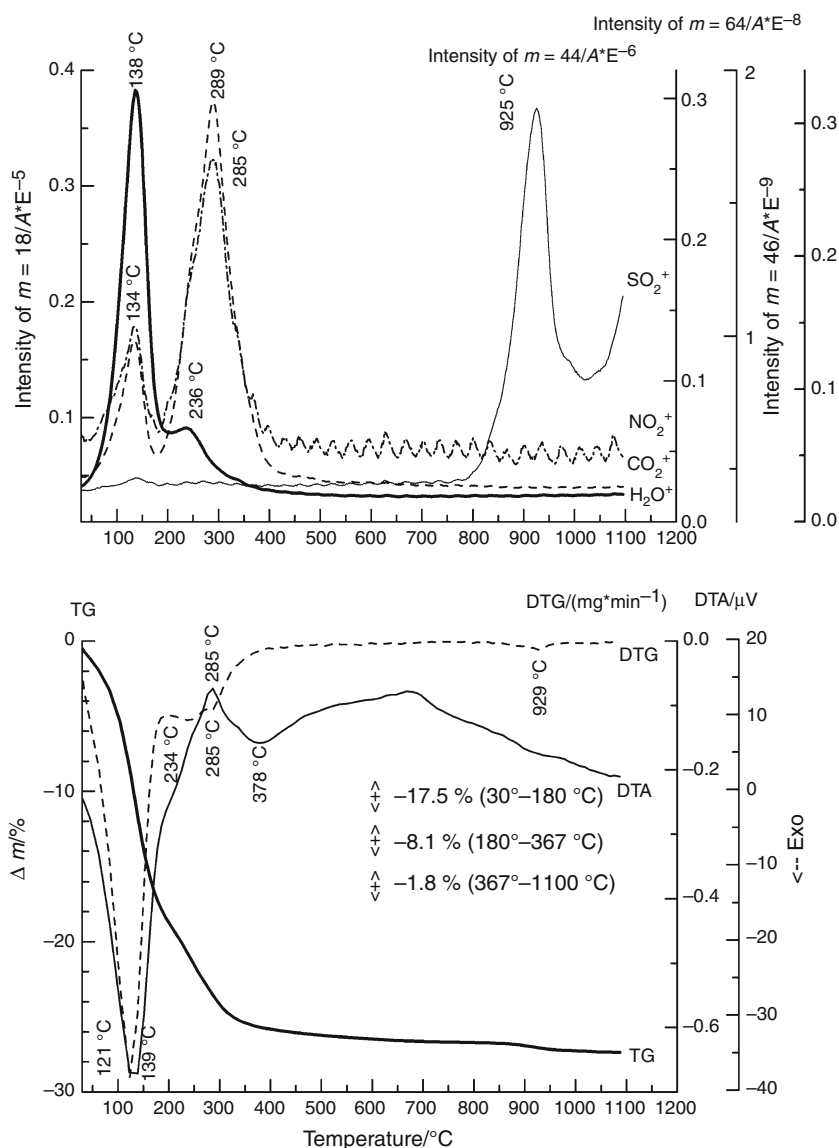 Intensity of m = 64/A*E–8
Intensity of m = 44/A*E–6
0.4
0.3
0.2
0.1
Intensity of m = 18/A*E–5
138 °C
134 °C
236 °C
289 °C
285 °C
925 °C
SO2+
NO2+
CO2+
H2O+
0.3
0.2
0.1
0.0
2
1
Intensity of m = 46/A*E–9
0.3
0.2
0.1
0.0
100 200 300 400 500 600 700 800 900 1000 1100 1200
TG
DTG/(mg*min–1)
DTA/µV
0
–10
–20
–30
Δ m/%
285 °C
234 °C
285 °C
378 °C
929 °C
121 °C
139 °C
DTG
DTA
TG
<+> –17.5 % (30°–180 °C)
<+> –8.1 % (180°–367 °C)
<+> –1.8 % (367°–1100 °C)
0.0
–0.2
–0.4
–0.6
20
10
0
–10
–20
–30
–40
<-- Exo
100 200 300 400 500 600 700 800 900 1000 1100 1200
Temperature/°C